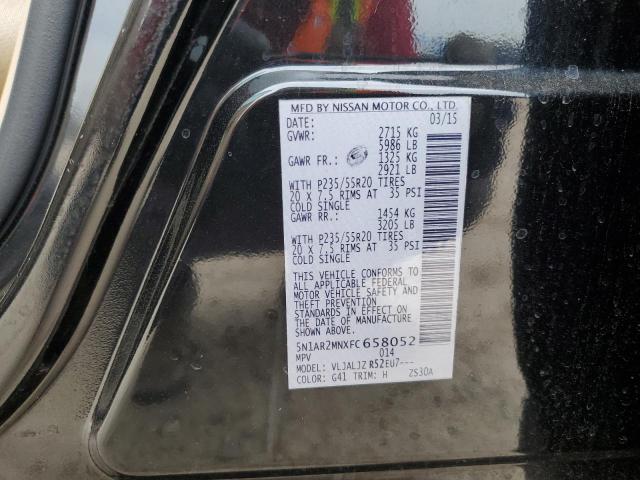 MFD BY NISSAN MOTOR CO., LTD.
DATE: 03/15
GVWR: 2715 KG
5986 LB
GAWR FR.: 1325 KG
2921 LB
WITH P235/55R20 TIRES
20 X 7.5 RIMS AT 35 PSI
COLD SINGLE
GAWR RR.: 1454 KG
3205 LB
WITH P235/55R20 TIRES
20 X 7.5 RIMS AT 35 PSI
COLD SINGLE
THIS VEHICLE CONFORMS TO
ALL APPLICABLE FEDERAL
MOTOR VEHICLE SAFETY AND
THEFT PREVENTION
STANDARDS IN EFFECT ON
THE DATE OF MANUFACTURE
SHOWN ABOVE.
5N1AR2MNXFC658052
MPV 014
MODEL: VLJALJZ R52EU7---
COLOR: G41 TRIM: H ZS30A